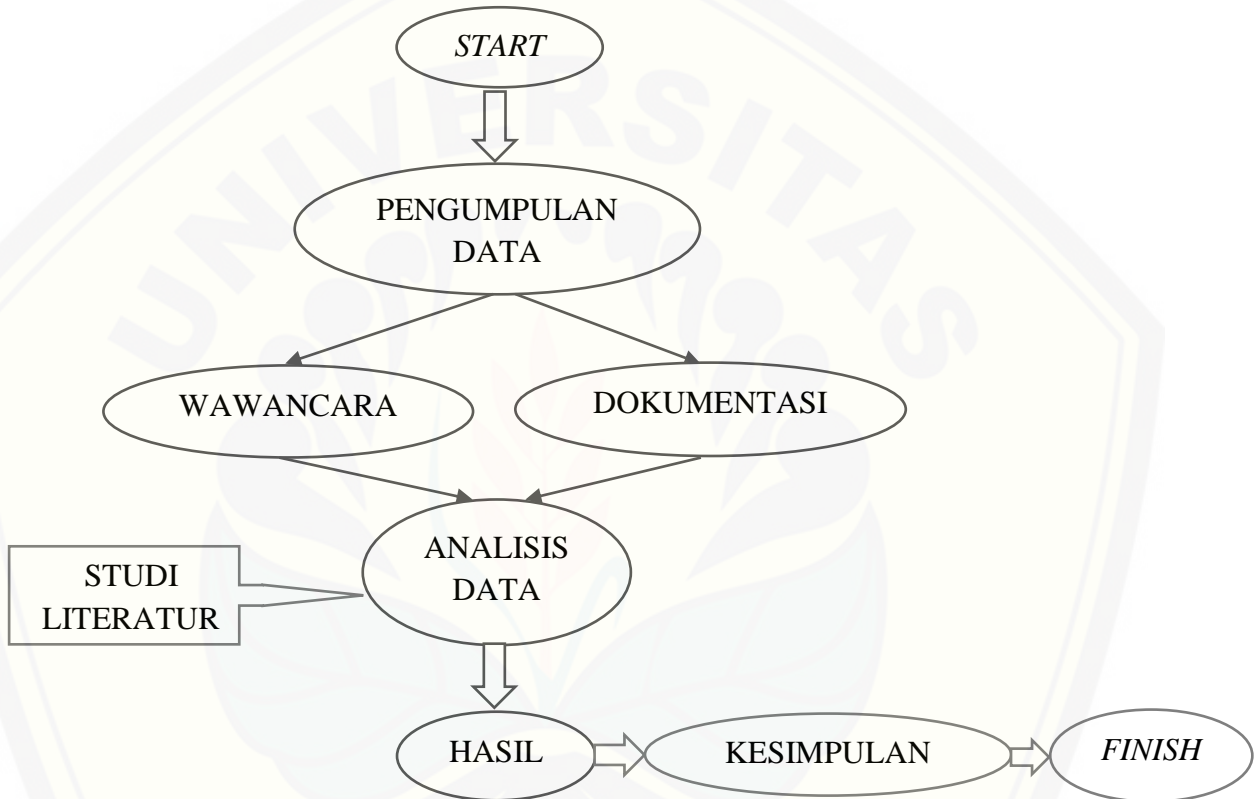 UNIVERSITAS
START
PENGUMPULAN
DATA
WAWANCARA
DOKUMENTASI
ANALISIS
DATA
STUDI
LITERATUR
HASIL
KESIMPULAN
FINISH